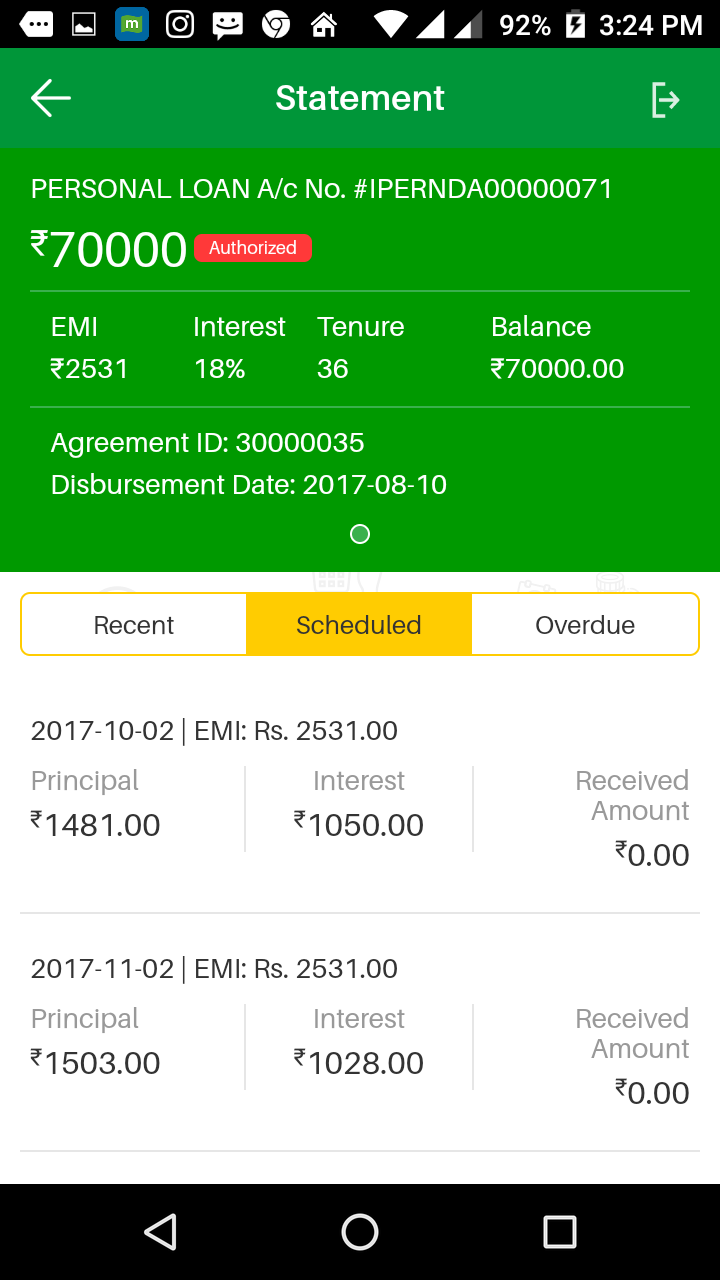 92% 3:24 PM
Statement
PERSONAL LOAN A/c No. #IPERNDA00000071
₹70000 Authorized
EMI Interest Tenure Balance
₹2531 18% 36 ₹70000.00
Agreement ID: 30000035
Disbursement Date: 2017-08-10
Recent Scheduled Overdue
2017-10-02 | EMI: Rs. 2531.00
Principal Interest Received
Amount
₹1481.00 ₹1050.00
₹0.00
2017-11-02 | EMI: Rs. 2531.00
Principal Interest Received
Amount
₹1503.00 ₹1028.00
₹0.00